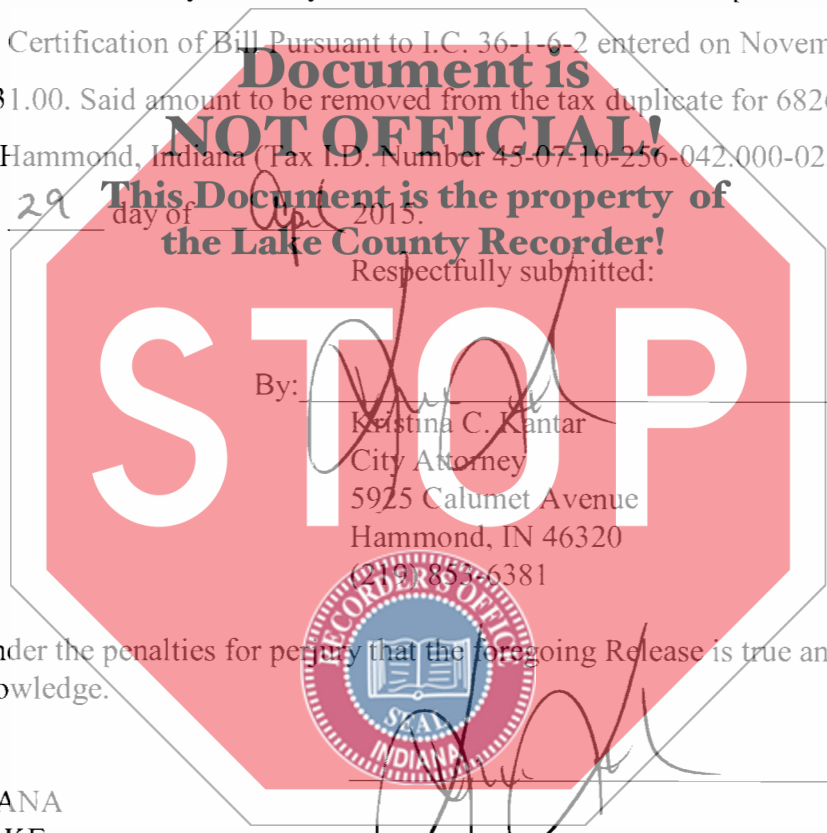 Certification of Bill Pursuant to I.C. 36-1-6-2 entered on Novem
Document is
31.00. Said amount to be removed from the tax duplicate for 6826
NOT OFFICIAL!
Hammond, Indiana (Tax I.D. Number 45-07-10-256-042.000-02
This Document is the property of
29 day of April 2015.
the Lake County Recorder!
Respectfully submitted:
STOP
By:
Kristina C. Kantar
City Attorney
5925 Calumet Avenue
Hammond, IN 46320
(219) 853-6381
RECORDER'S OFFICE
SEAL
INDIANA
nder the penalties for perjury that the foregoing Release is true an
owledge.
ANA